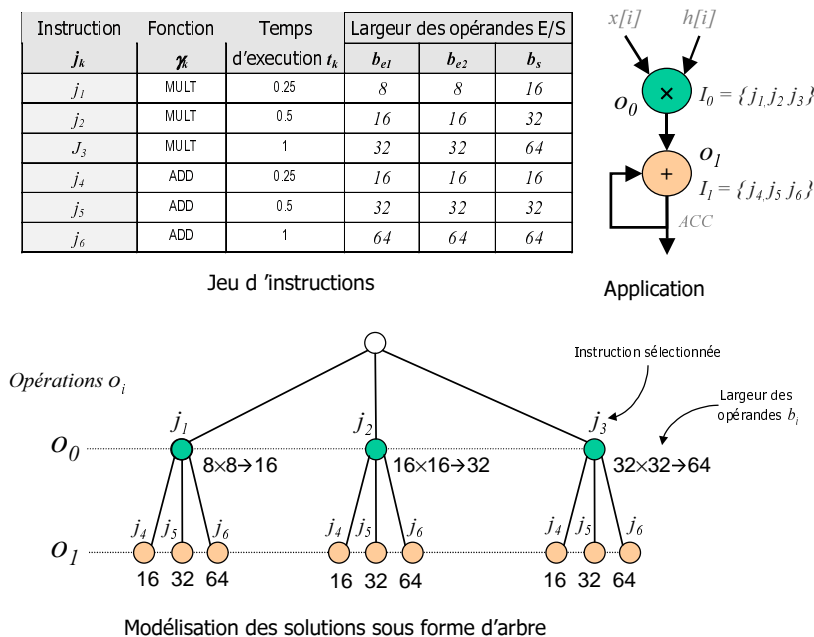 Instruction Fonction Temps Largeur des opérandes E/S
jk γk d'execution tk be1 be2 bs
j1 MULT 0.25 8 8 16
j2 MULT 0.5 16 16 32
J3 MULT 1 32 32 64
j4 ADD 0.25 16 16 16
j5 ADD 0.5 32 32 32
j6 ADD 1 64 64 64
Jeu d 'instructions
x[i] h[i]
×
o0 I0 = {j1, j2 j3}
o1
+
I1 = {j4, j5 j6}
ACC
Application
Instruction sélectionnée
Opérations oi
Largeur des
opérandes bi
j1 j2 j3
o0 8×8→16 16×16→32 32×32→64
j4 j5 j6 j4 j5 j6 j4 j5 j6
o1
16 32 64 16 32 64 16 32 64
Modélisation des solutions sous forme d'arbre